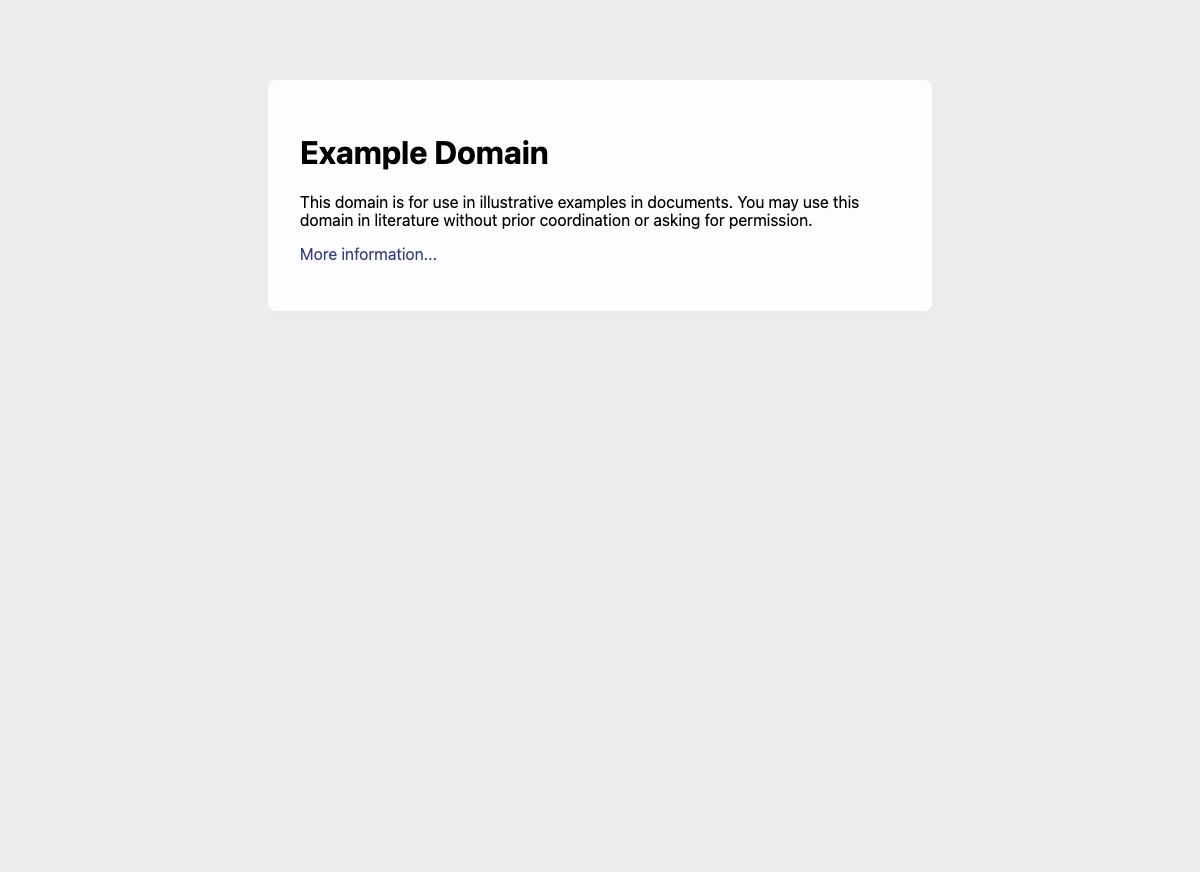 Example Domain
This domain is for use in illustrative examples in documents. You may use this
domain in literature without prior coordination or asking for permission.
More information...